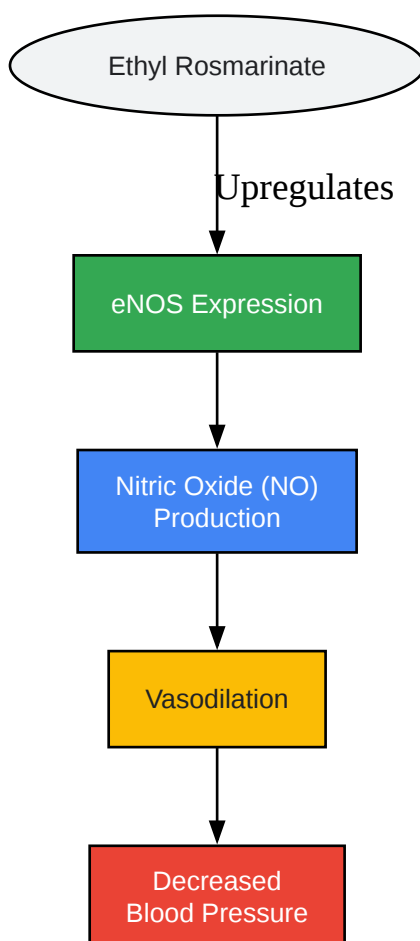 Ethyl Rosmarinate
Upregulates
eNOS Expression
Nitric Oxide (NO)
Production
Vasodilation
Decreased
Blood Pressure